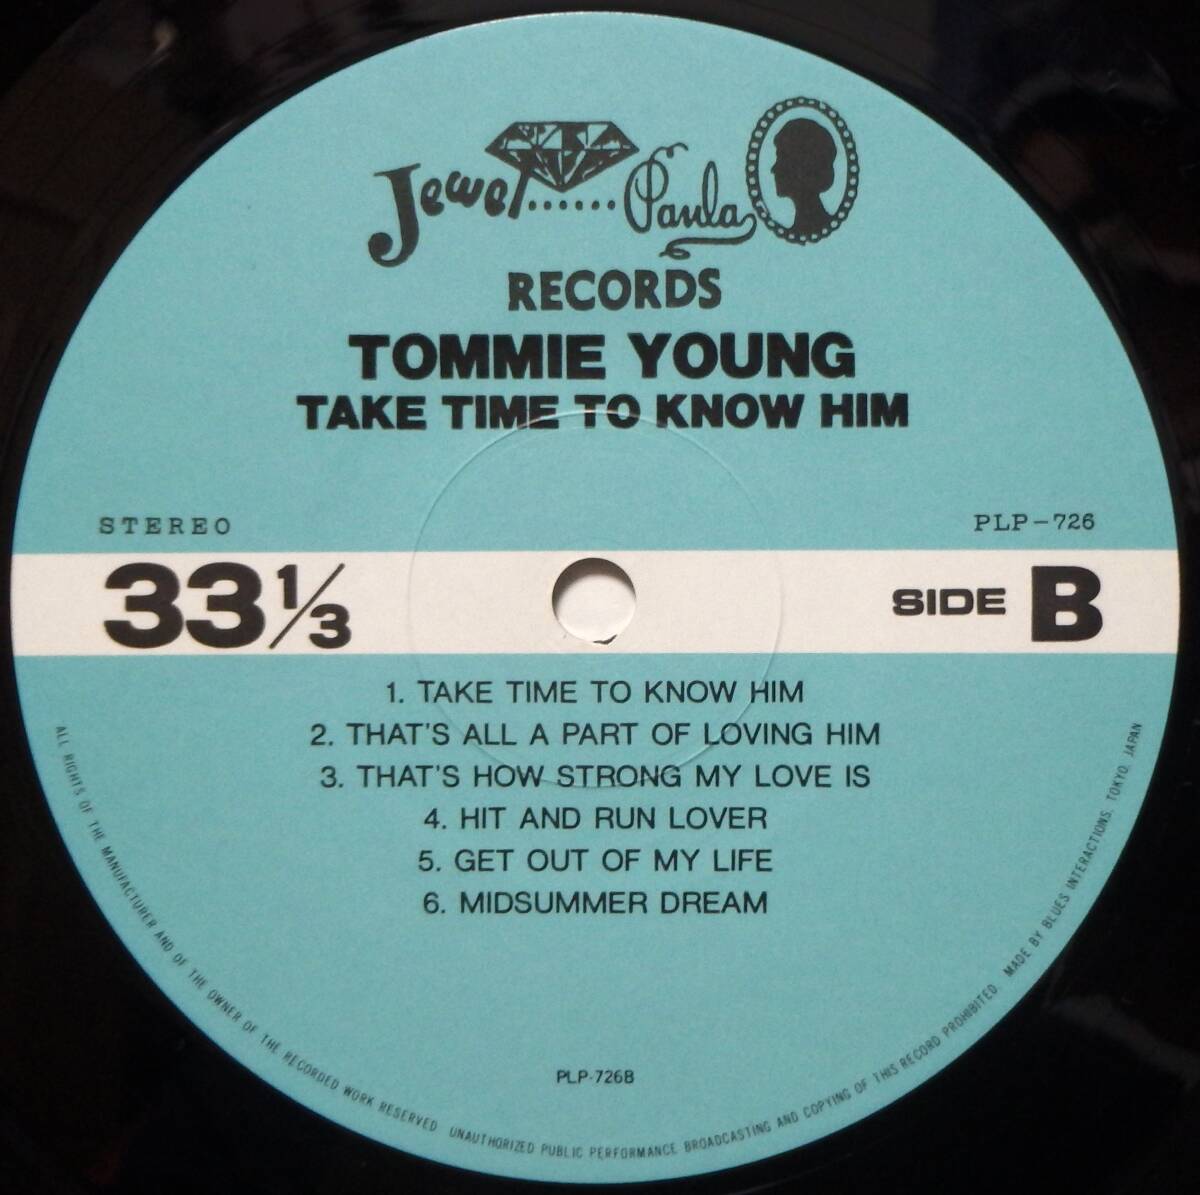 Jewel......Paula
RECORDS
TOMMIE YOUNG
TAKE TIME TO KNOW HIM
STEREO
PLP-726
33 1/3
SIDE B
1. TAKE TIME TO KNOW HIM
2. THAT'S ALL A PART OF LOVING HIM
3. THAT'S HOW STRONG MY LOVE IS
4. HIT AND RUN LOVER
5. GET OUT OF MY LIFE
6. MIDSUMMER DREAM
PLP-726B
ALL RIGHTS OF THE MANUFACTURER AND OF THE OWNER OF THE RECORDED WORK RESERVED UNAUTHORIZED PUBLIC PERFORMANCE BROADCASTING AND COPYING OF THIS RECORD PROHIBITED. MADE BY BLUES INTERACTIONS. TOKYO. JAPAN